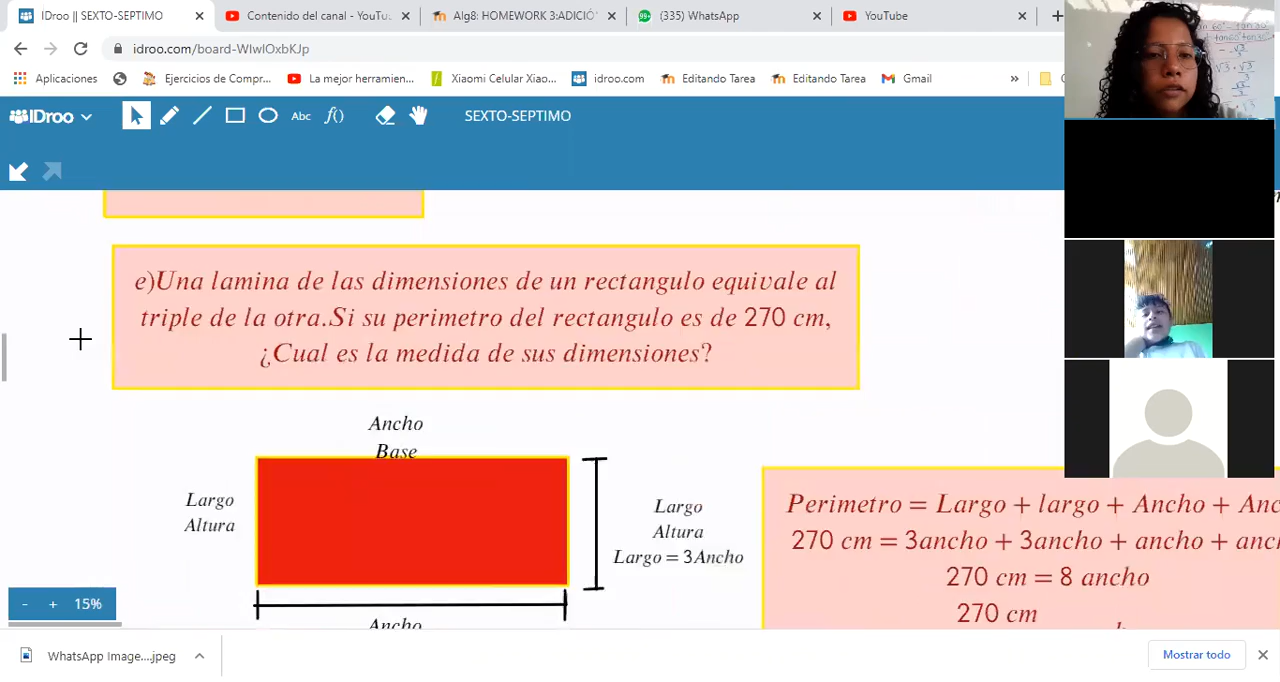 IDroo || SEXTO-SEPTIMO
Contenido del canal - YouTu
Alg8: HOMEWORK 3:ADICIÓ
(335) WhatsApp
YouTube
idroo.com/board-WIwIOxbKJp
Aplicaciones
Ejercicios de Compr...
La mejor herramien...
Xiaomi Celular Xiao...
idroo.com
Editando Tarea
Editando Tarea
Gmail
»
IDroo
Abc
f()
SEXTO-SEPTIMO
e)Una lamina de las dimensiones de un rectangulo equivale al
triple de la otra.Si su perimetro del rectangulo es de 270 cm,
¿Cual es la medida de sus dimensiones?
Ancho
Base
Largo
Altura
Largo
Altura
Largo = 3Ancho
Ancho
Perimetro = Largo + largo + Ancho + Anc
270 cm = 3ancho + 3ancho + ancho + anch
270 cm = 8 ancho
270 cm
- + 15%
WhatsApp Image....jpeg
Mostrar todo